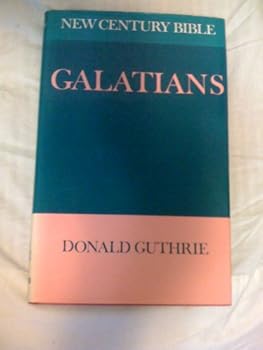 NEW CENTURY BIBLE
GALATIANS
DONALD GUTHRIE